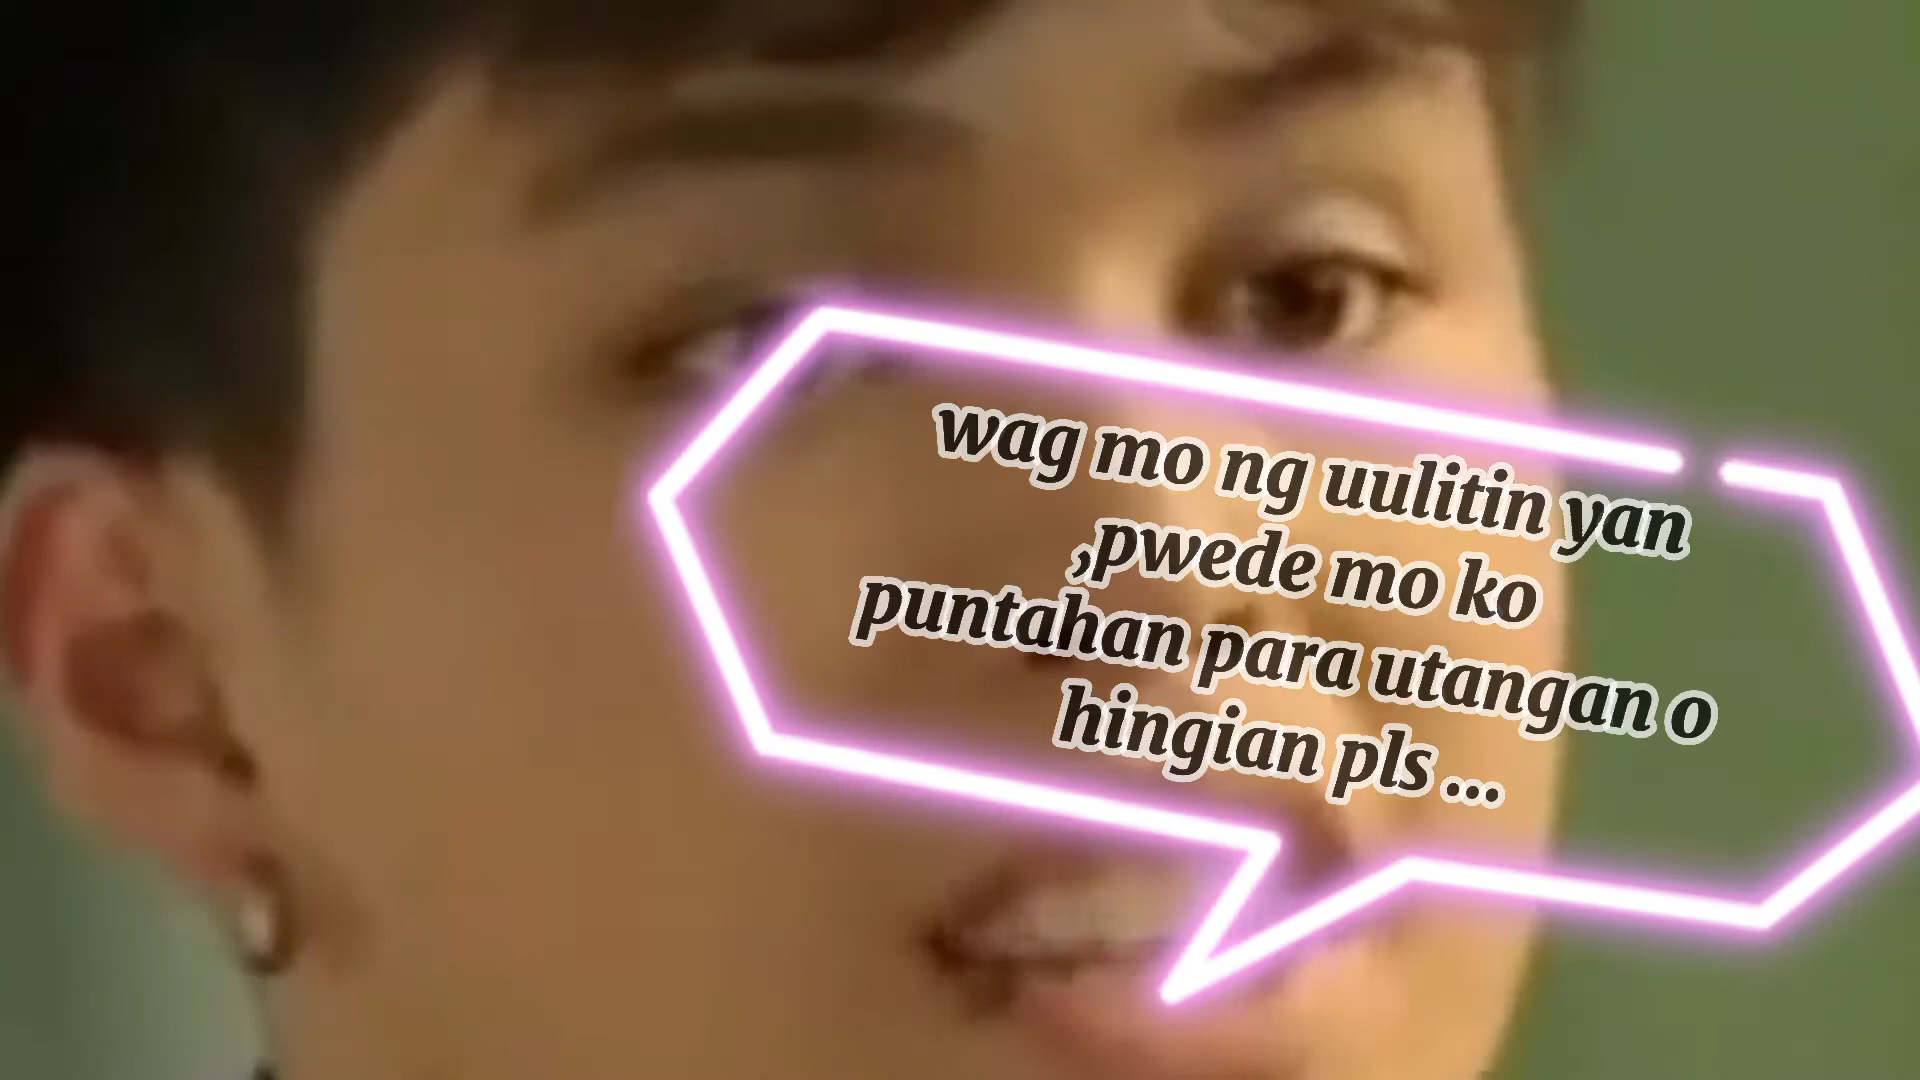 wag mo ng uulitin yan
,pwede mo ko
puntahan para utangan o
hingian pls ...